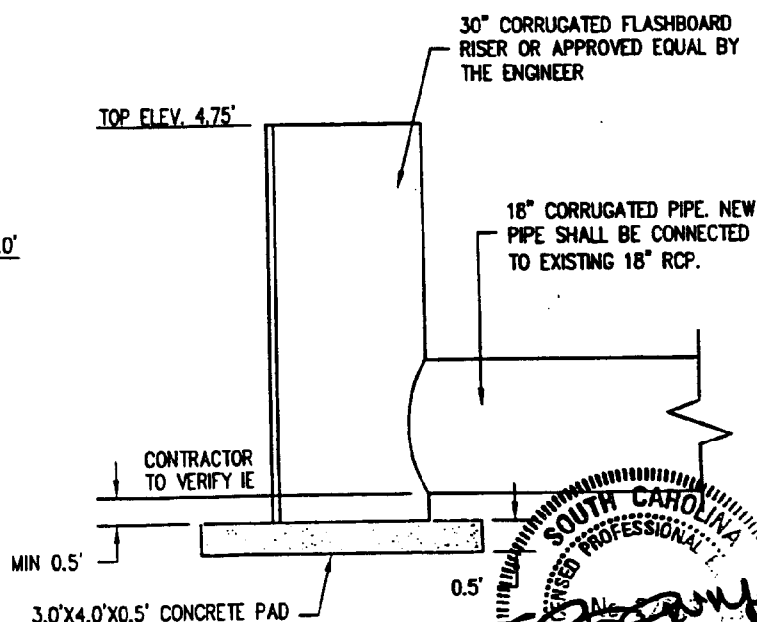 30" CORRUGATED FLASHBOARD
RISER OR APPROVED EQUAL BY
THE ENGINEER
TOP ELEV. 4.75'
0'
18" CORRUGATED PIPE. NEW
PIPE SHALL BE CONNECTED
TO EXISTING 18" RCP.
CONTRACTOR
TO VERIFY IE
MIN 0.5'
0.5'
3.0'X4.0'X0.5' CONCRETE PAD
SOUTH CAROLINA
ENSED PROFESSIONAL
No.